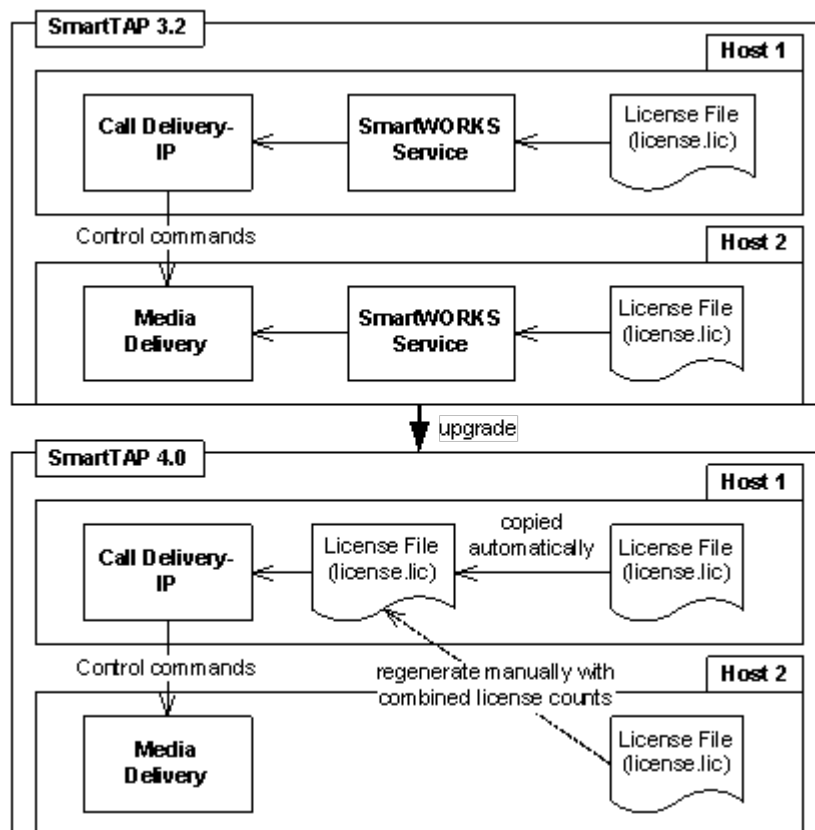 SmartTAP 3.2
Host 1
Call Delivery-
IP
SmartWORKS
Service
License File
(license.lic)
Control commands
Host 2
Media
Delivery
SmartWORKS
Service
License File
(license.lic)
upgrade
SmartTAP 4.0
Host 1
Call Delivery-
IP
License File
(license.lic)
copied
automatically
License File
(license.lic)
Control commands
regenerate manually with
combined license counts
Host 2
Media
Delivery
License File
(license.lic)